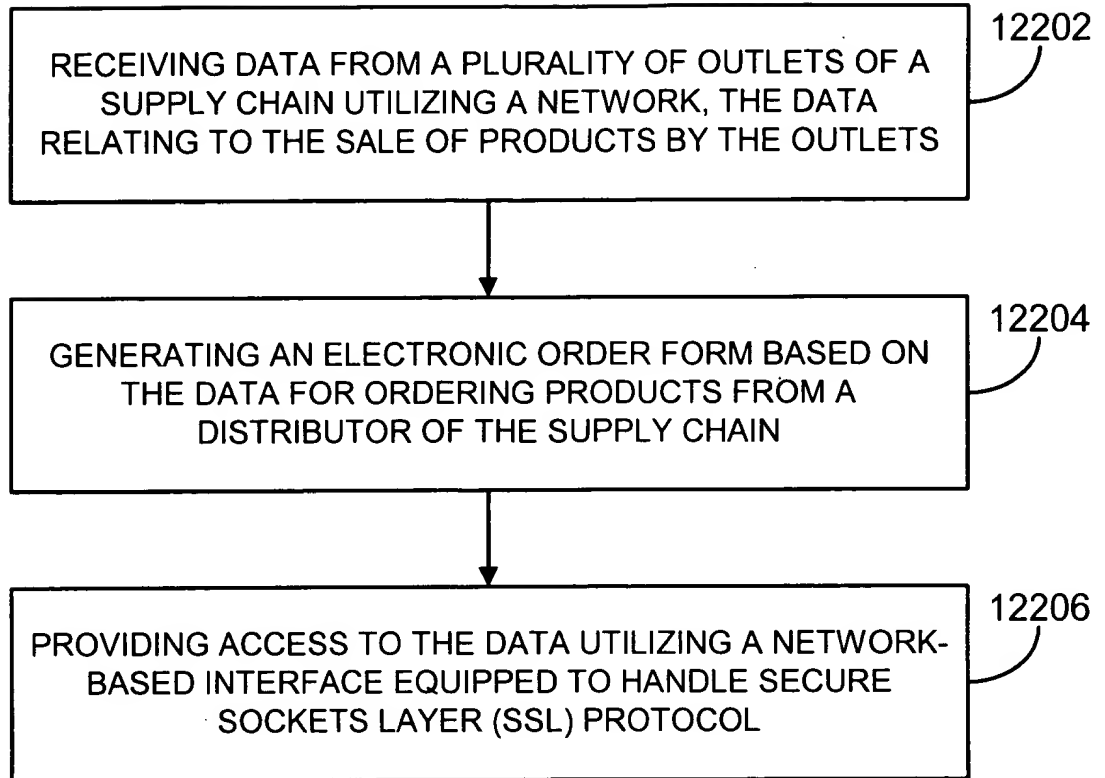 12202
RECEIVING DATA FROM A PLURALITY OF OUTLETS OF A
SUPPLY CHAIN UTILIZING A NETWORK, THE DATA
RELATING TO THE SALE OF PRODUCTS BY THE OUTLETS
12204
GENERATING AN ELECTRONIC ORDER FORM BASED ON
THE DATA FOR ORDERING PRODUCTS FROM A
DISTRIBUTOR OF THE SUPPLY CHAIN
12206
PROVIDING ACCESS TO THE DATA UTILIZING A NETWORK-
BASED INTERFACE EQUIPPED TO HANDLE SECURE
SOCKETS LAYER (SSL) PROTOCOL